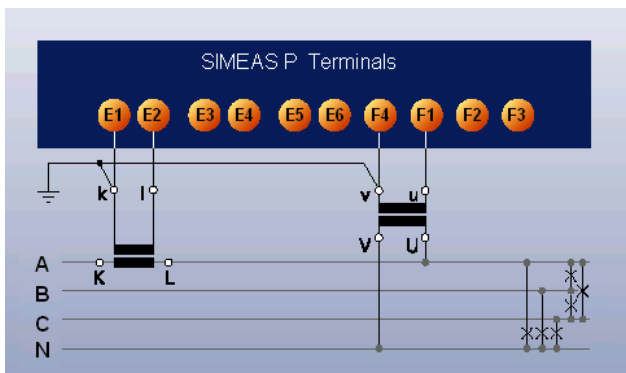 SIMEAS P Terminals
E1 E2 E3 E4 E5 E6 F4 F1 F2 F3
k l v u
V U
A
K L
B
C
N